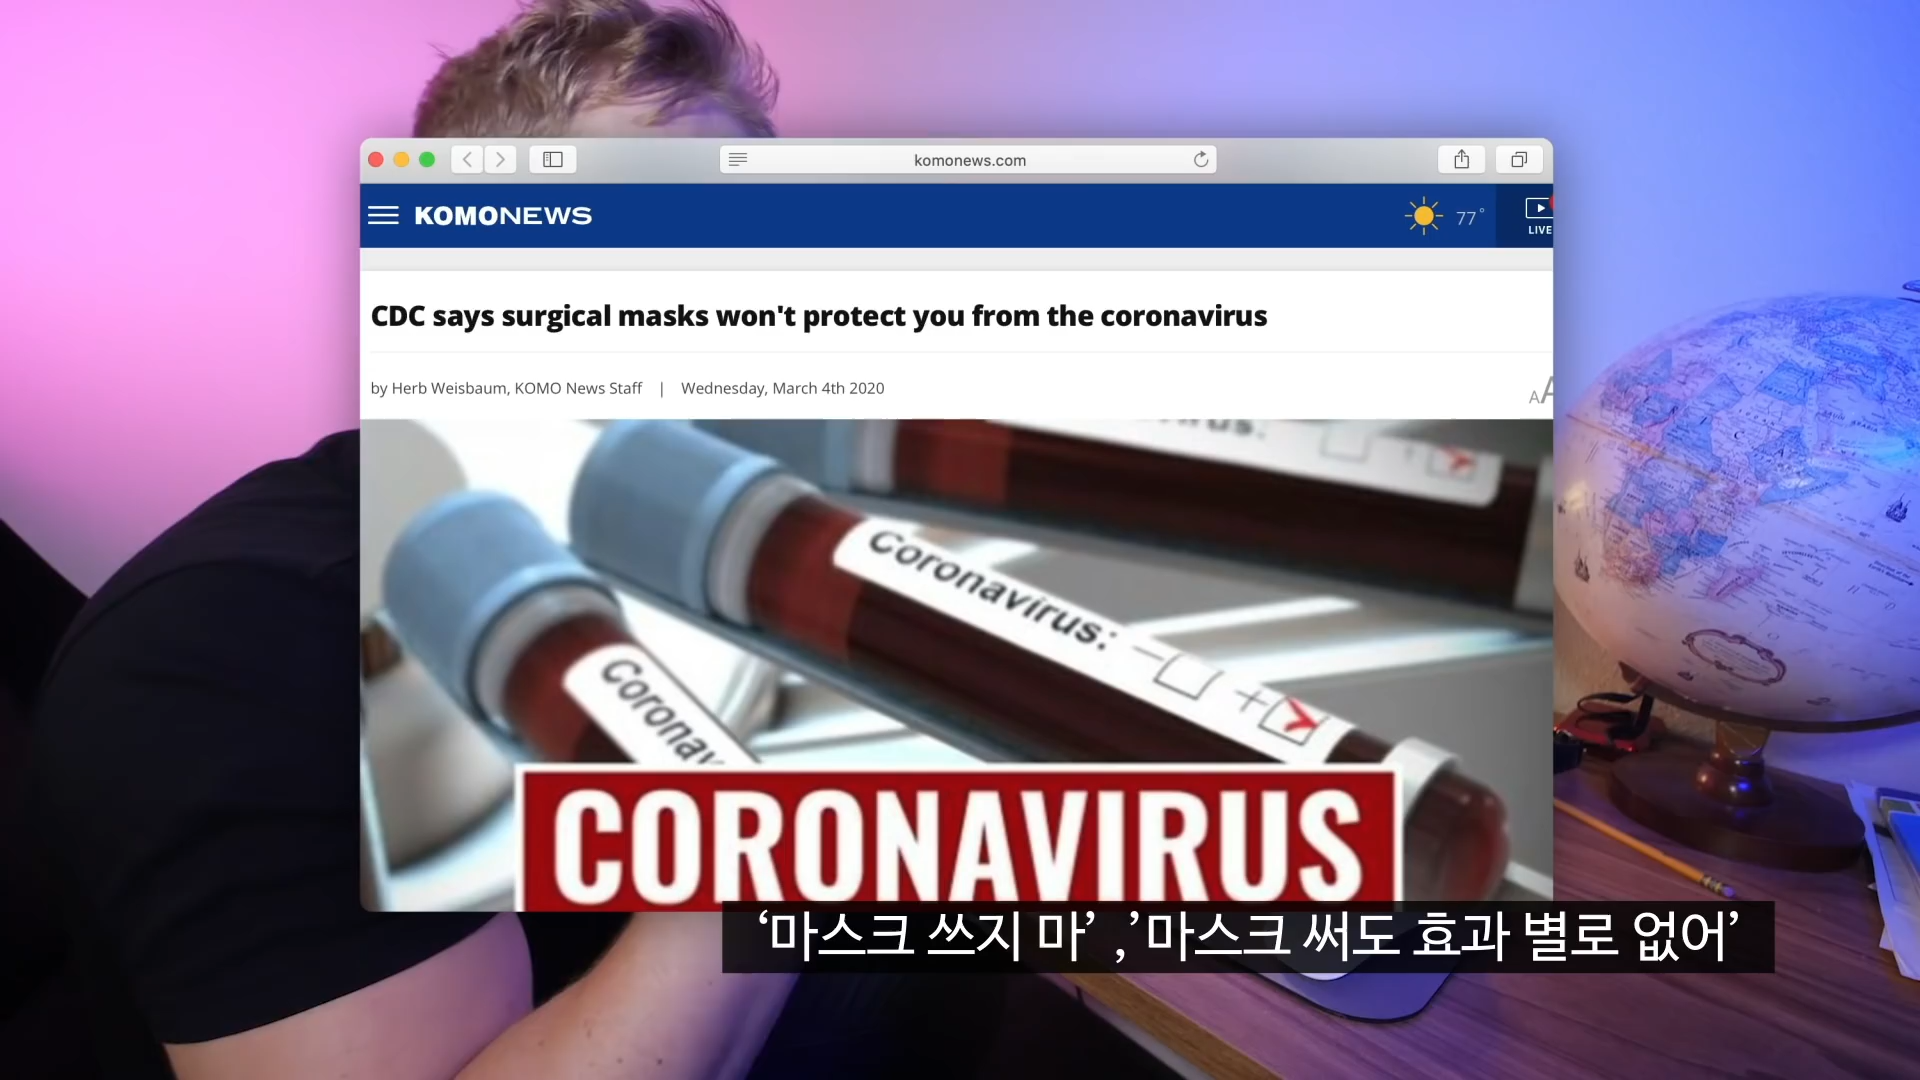 komonews.com
KOMONEWS
77°
LIVE
CDC says surgical masks won't protect you from the coronavirus
by Herb Weisbaum, KOMO News Staff | Wednesday, March 4th 2020
AA
Coronavirus: - +
Coronav
CORONAVIRUS
‘마스크 쓰지 마’ ,’마스크 써도 효과 별로 없어’